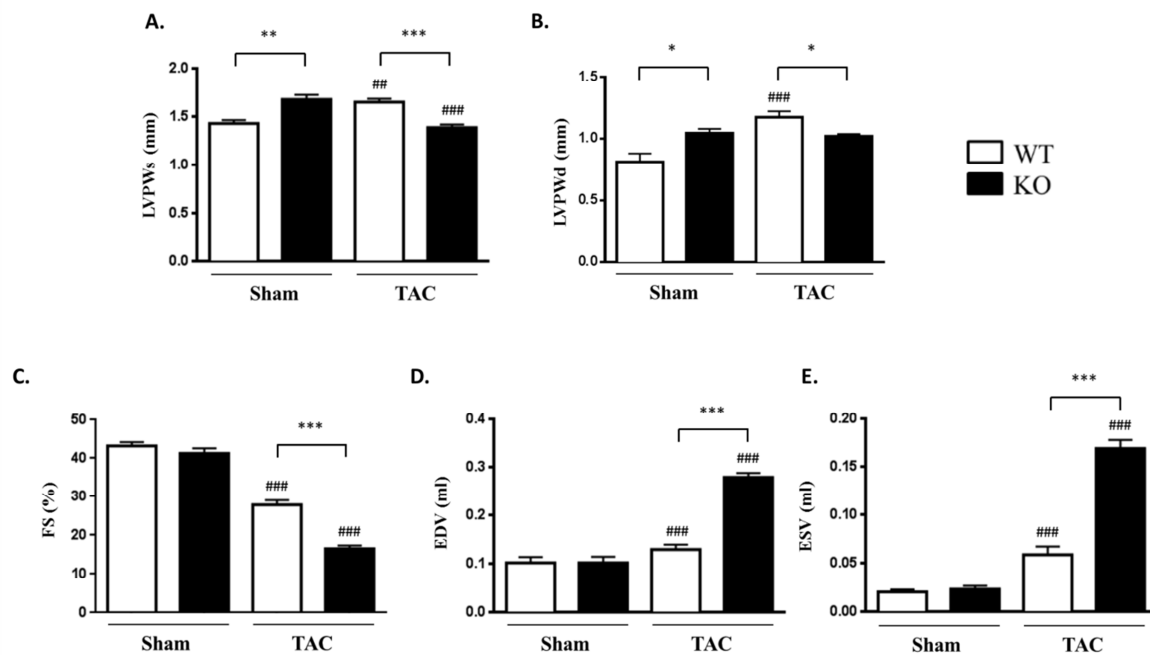 A.
** ***
2.0
1.5
1.0
0.5
0.0
LVPWs (mm)
##
###
Sham TAC
B.
* *
1.5
1.0
0.5
0.0
LVPWd (mm)
###
Sham TAC
WT
KO
C.
50
40
30
20
10
0
FS (%)
***
###
###
Sham TAC
D.
0.4
0.3
0.2
0.1
0.0
EDV (ml)
***
###
###
Sham TAC
E.
0.20
0.15
0.10
0.05
0.00
ESV (ml)
***
###
###
Sham TAC